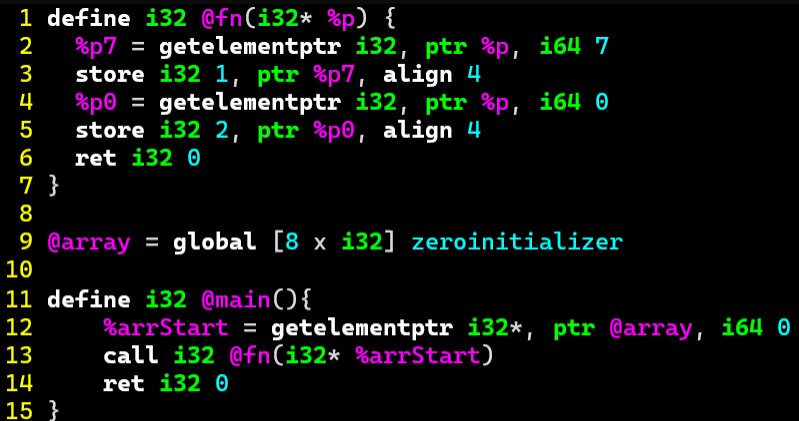 1 define i32 @fn(i32* %p) {
2   %p7 = getelementptr i32, ptr %p, i64 7
3   store i32 1, ptr %p7, align 4
4   %p0 = getelementptr i32, ptr %p, i64 0
5   store i32 2, ptr %p0, align 4
6   ret i32 0
7 }
8
9 @array = global [8 x i32] zeroinitializer
10
11 define i32 @main(){
12     %arrStart = getelementptr i32*, ptr @array, i64 0
13     call i32 @fn(i32* %arrStart)
14     ret i32 0
15 }